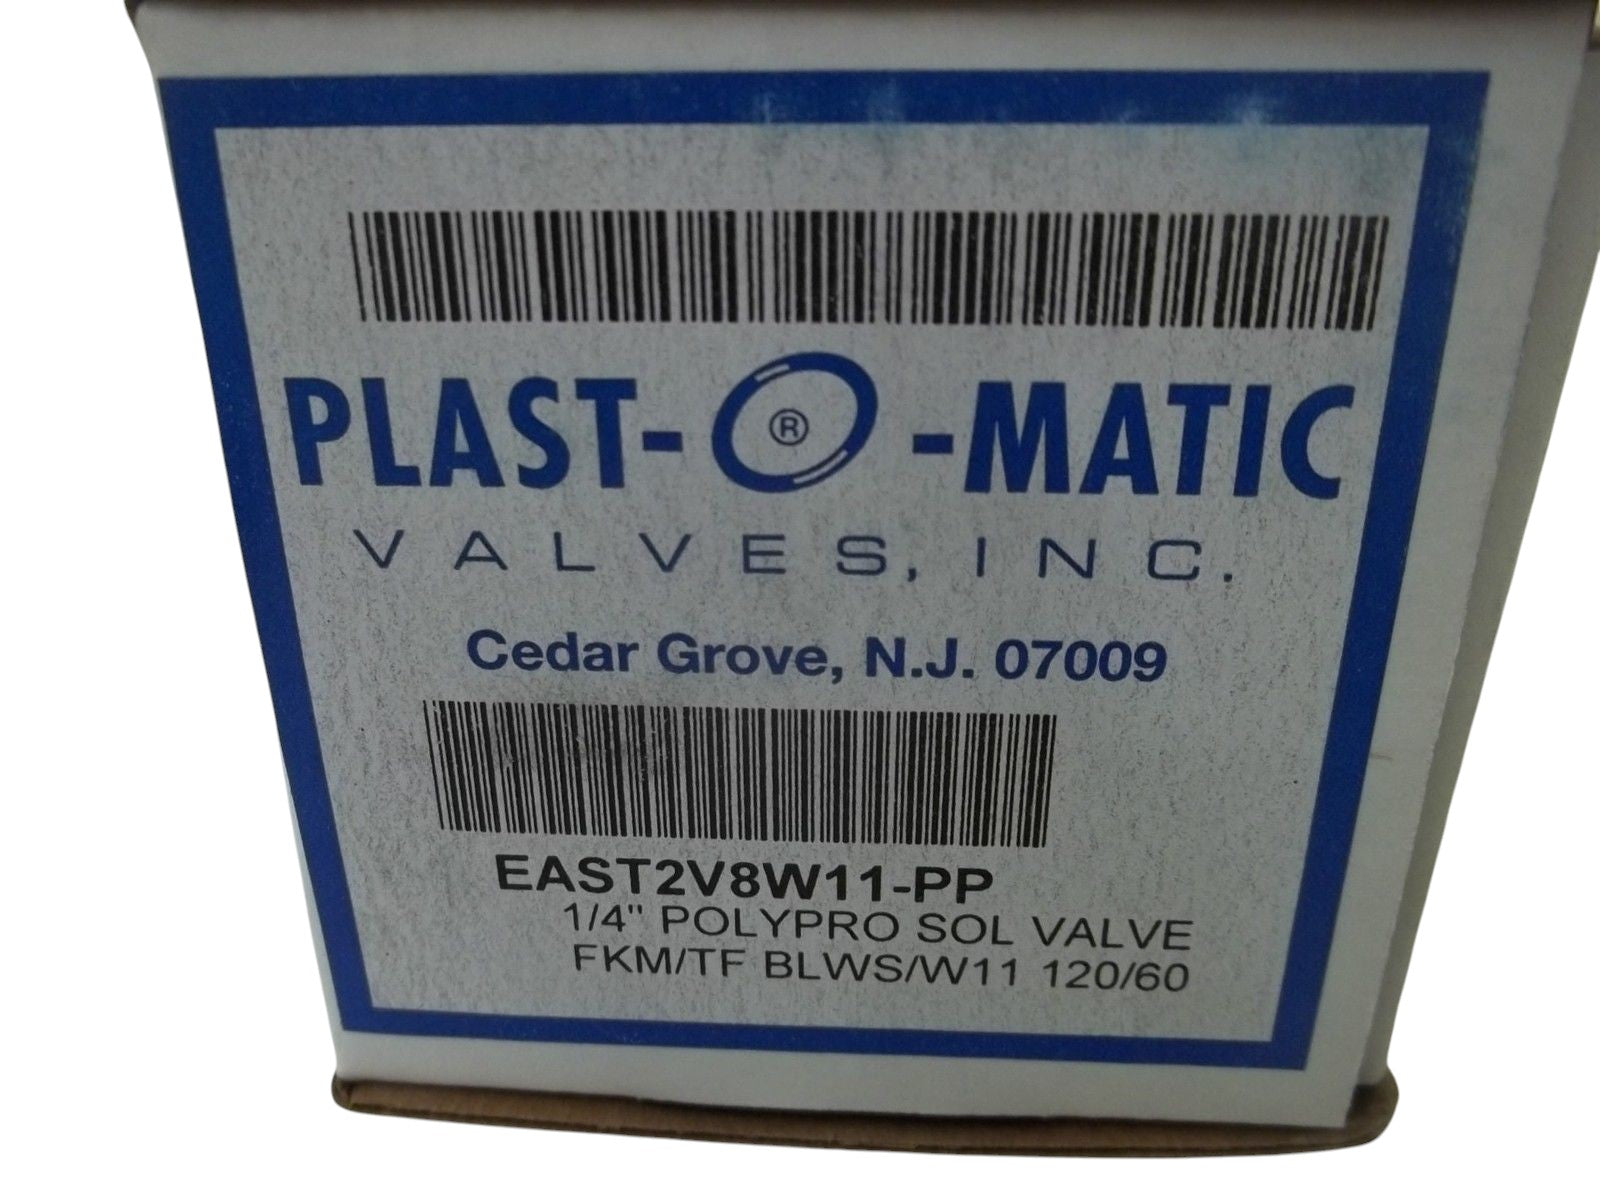 PLAST-O®-MATIC
VALVES, INC.
Cedar Grove, N.J. 07009
EAST2V8W11-PP
1/4" POLYPRO SOL VALVE
FKM/TF BLWS/W11 120/60